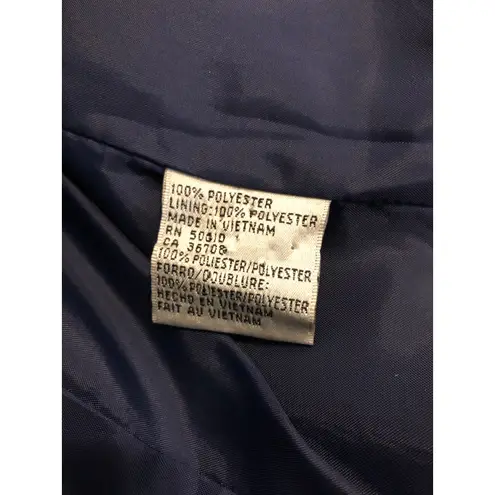 100% POLYESTER
LINING:100% POLYESTER
MADE IN VIETNAM
RN 50610
CA 36708
100% POLIESTER/POLYESTER
FORRO/DOUBLURE:
100% POLIESTER/POLYESTER
HECHO EN VIETNAM
FAIT AU VIETNAM